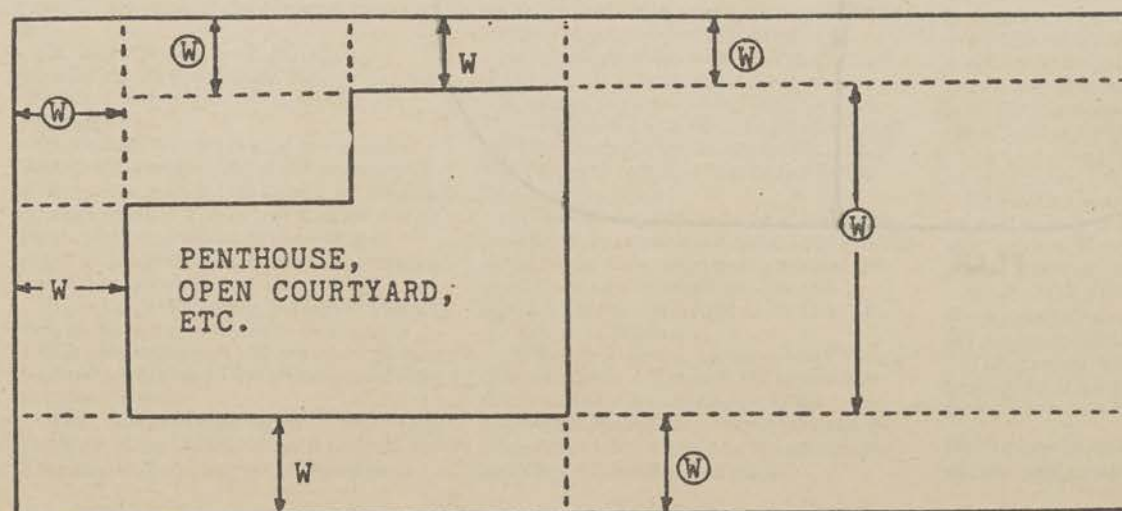 Ⓦ W Ⓦ
Ⓦ
Ⓦ
PENTHOUSE,
W OPEN COURTYARD,
ETC.
W Ⓦ